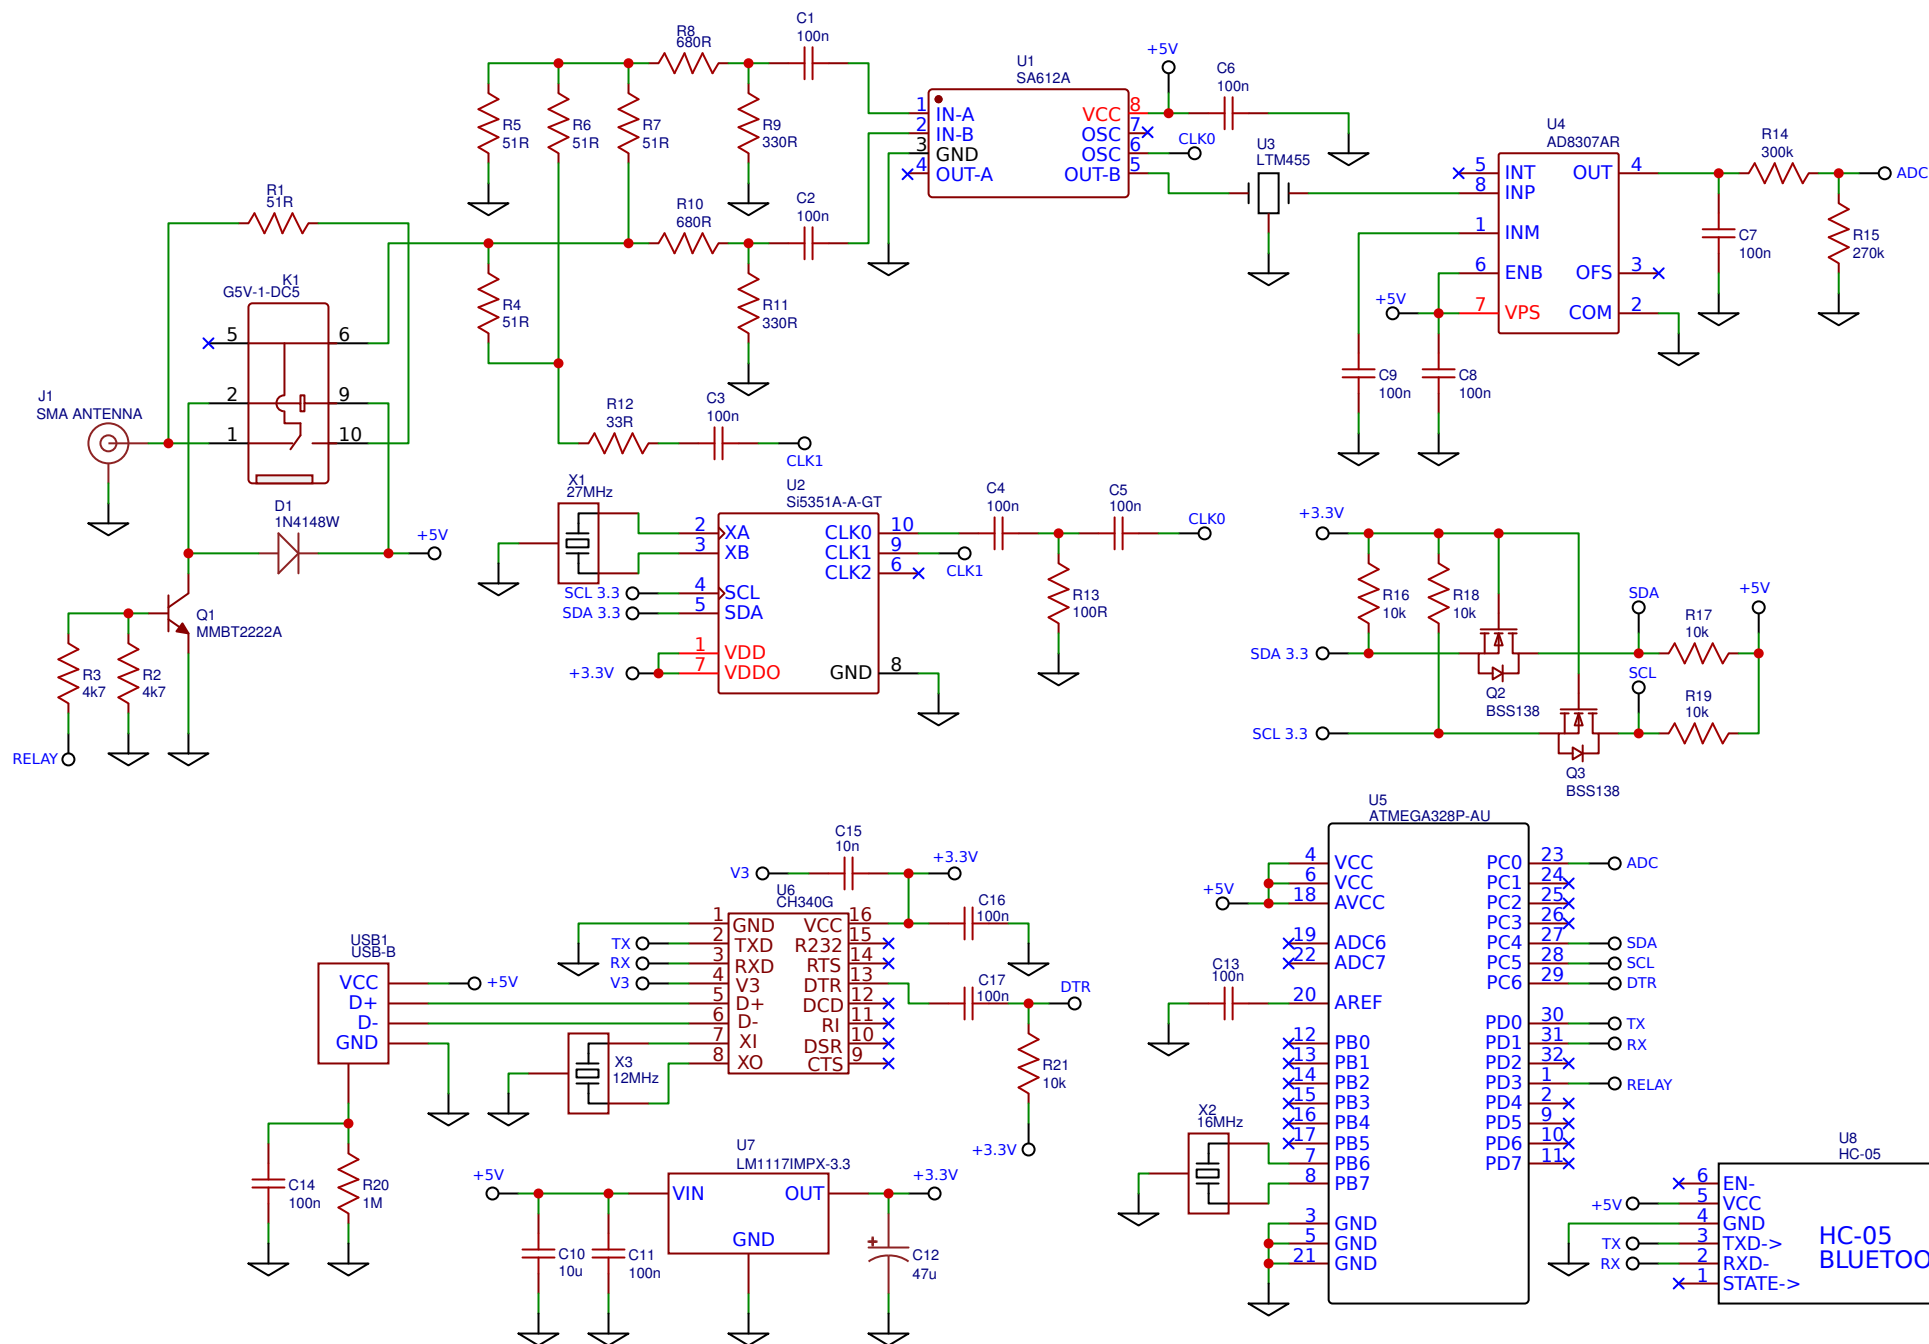 C1
100n
R8
680R
R5
51R
R6
51R
R7
51R
R9
330R
R10
680R
C2
100n
R4
51R
R11
330R
R12
33R
C3
100n
CLK1
R1
51R
K1
G5V-1-DC5
5
6
2
9
1
10
J1
SMA ANTENNA
D1
1N4148W
+5V
Q1
MMBT2222A
R3
4k7
R2
4k7
RELAY
U1
SA612A
1 IN-A
2 IN-B
3 GND
4 OUT-A
VCC 8
OSC 7
OSC 6
OUT-B 5
+5V
C6
100n
CLK0
U3
LTM455
U4
AD8307AR
5 INT
8 INP
1 INM
6 ENB
7 VPS
OUT 4
OFS 3
COM 2
+5V
C9
100n
C8
100n
R14
300k
ADC
C7
100n
R15
270k
X1
27MHz
U2
Si5351A-A-GT
2 XA
3 XB
4 SCL
5 SDA
1 VDD
7 VDDO
CLK0 10
CLK1 9
CLK2 6
GND 8
SCL 3.3
SDA 3.3
+3.3V
C4
100n
C5
100n
CLK0
CLK1
R13
100R
+3.3V
R16
10k
R18
10k
SDA 3.3
SCL 3.3
Q2
BSS138
Q3
BSS138
SDA
SCL
R17
10k
R19
10k
+5V
C15
10n
V3
+3.3V
U6
CH340G
1 GND
2 TXD
3 RXD
4 V3
5 D+
6 D-
7 XI
8 XO
VCC 16
R232 15
RTS 14
DTR 13
DCD 12
RI 11
DSR 10
CTS 9
TX
RX
V3
C16
100n
C17
100n
DTR
R21
10k
+3.3V
X3
12MHz
USB1
USB-B
VCC
D+
D-
GND
+5V
C14
100n
R20
1M
U7
LM1117IMPX-3.3
VIN
OUT
GND
+5V
+3.3V
C10
10u
C11
100n
+
C12
47u
U5
ATMEGA328P-AU
4 VCC
6 VCC
18 AVCC
19 ADC6
22 ADC7
20 AREF
12 PB0
13 PB1
14 PB2
15 PB3
16 PB4
17 PB5
7 PB6
8 PB7
3 GND
5 GND
21 GND
PC0 23
PC1 24
PC2 25
PC3 26
PC4 27
PC5 28
PC6 29
PD0 30
PD1 31
PD2 32
PD3 1
PD4 2
PD5 9
PD6 10
PD7 11
+5V
C13
100n
X2
16MHz
ADC
SDA
SCL
DTR
TX
RX
RELAY
U8
HC-05
6 EN-
5 VCC
4 GND
3 TXD->
2 RXD-
1 STATE->
+5V
TX
RX
HC-05
BLUETOO